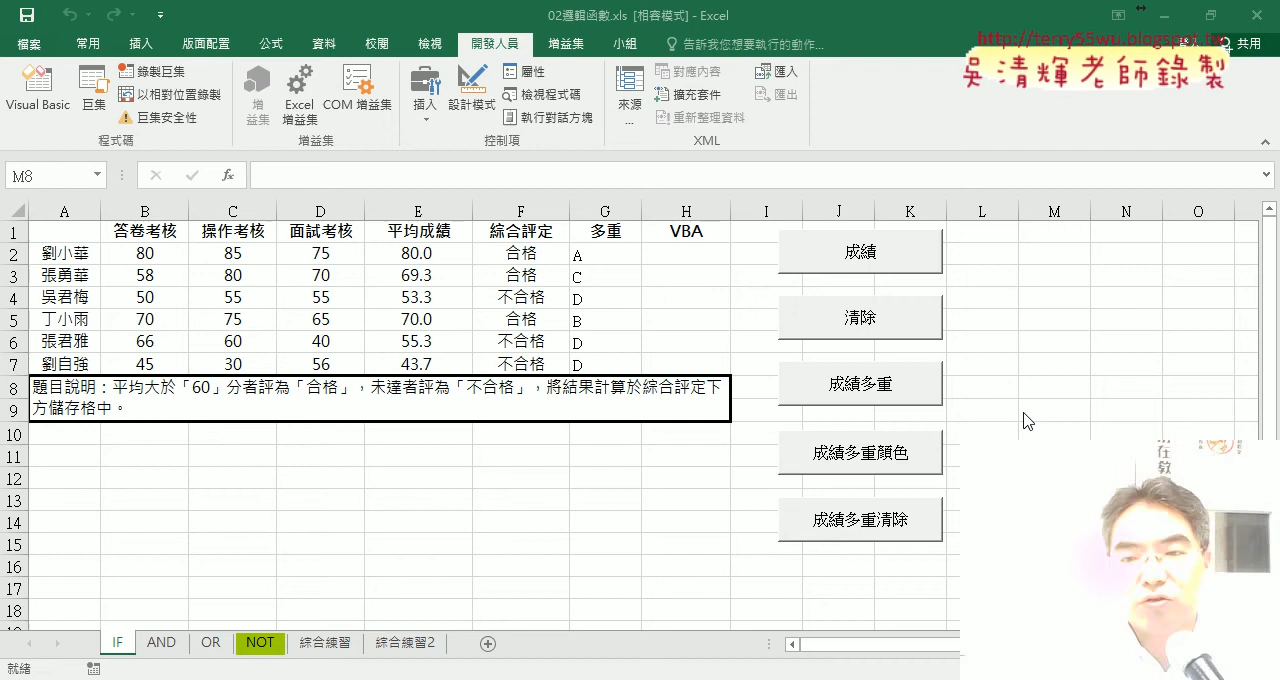 02邏輯函數.xls [相容模式] - Excel
檔案 常用 插入 版面配置 公式 資料 校閱 檢視 開發人員 增益集 小組 告訴我您想要執行的動作... 共用
http://terry55wu.blogspot.tw
吳清輝老師錄製
Visual Basic 巨集 錄製巨集 以相對位置錄製 巨集安全性
增益集 Excel 增益集 COM 增益集
插入 設計模式 屬性 檢視程式碼 執行對話方塊
來源... 對應內容 擴充套件 重新整理資料 匯入 匯出
程式碼 增益集 控制項 XML
M8 fx
A B C D E F G H I J K L M N O
1 答卷考核 操作考核 面試考核 平均成績 綜合評定 多重 VBA
2 劉小華 80 85 75 80.0 合格 A
3 張勇華 58 80 70 69.3 合格 C
4 吳君梅 50 55 55 53.3 不合格 D
5 丁小雨 70 75 65 70.0 合格 B
6 張君雅 66 60 40 55.3 不合格 D
7 劉自強 45 30 56 43.7 不合格 D
8 題目說明：平均大於「60」分者評為「合格」，未達者評為「不合格」，將結果計算於綜合評定下
9 方儲存格中。
10
11
12
13
14
15
16
17
18
成績
清除
成績多重
成績多重顏色
成績多重清除
在教
IF AND OR NOT 綜合練習 綜合練習2
就緒